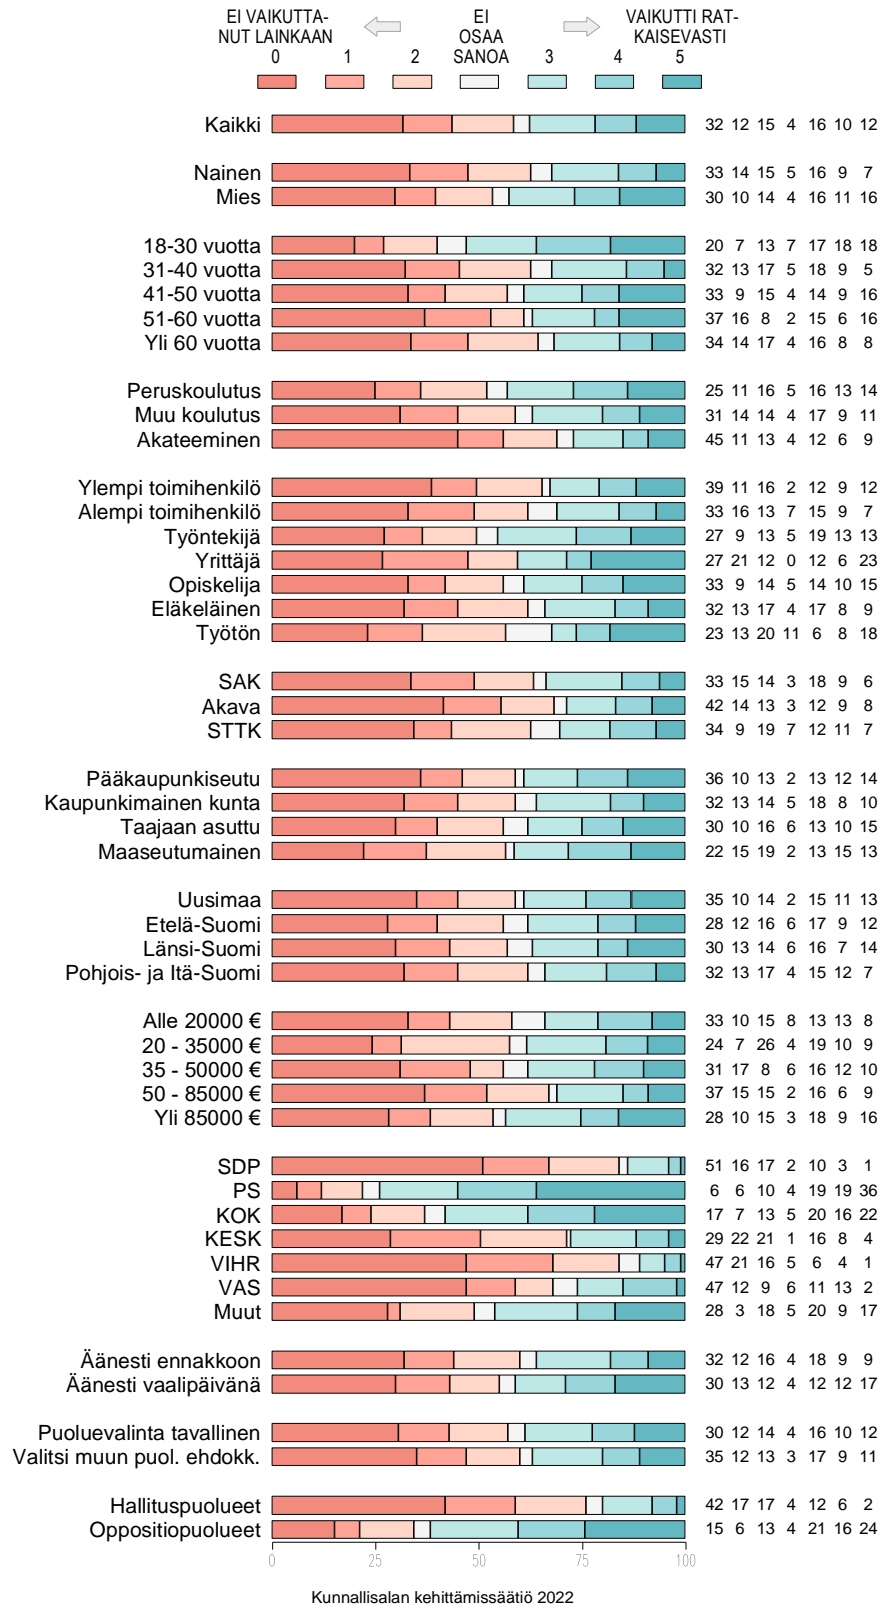 EI VAIKUTTA-
NUT LAINKAAN
EI
OSAA
SANOA
VAIKUTTI RAT-
KAISEVASTI
0 1 2 3 4 5
Kaikki 32 12 15 4 16 10 12
Nainen 33 14 15 5 16 9 7
Mies 30 10 14 4 16 11 16
18-30 vuotta 20 7 13 7 17 18 18
31-40 vuotta 32 13 17 5 18 9 5
41-50 vuotta 33 9 15 4 14 9 16
51-60 vuotta 37 16 8 2 15 6 16
Yli 60 vuotta 34 14 17 4 16 8 8
Peruskoulutus 25 11 16 5 16 13 14
Muu koulutus 31 14 14 4 17 9 11
Akateeminen 45 11 13 4 12 6 9
Ylempi toimihenkilö 39 11 16 2 12 9 12
Alempi toimihenkilö 33 16 13 7 15 9 7
Työntekijä 27 9 13 5 19 13 13
Yrittäjä 27 21 12 0 12 6 23
Opiskelija 33 9 14 5 14 10 15
Eläkeläinen 32 13 17 4 17 8 9
Työtön 23 13 20 11 6 8 18
SAK 33 15 14 3 18 9 6
Akava 42 14 13 3 12 9 8
STTK 34 9 19 7 12 11 7
Pääkaupunkiseutu 36 10 13 2 13 12 14
Kaupunkimainen kunta 32 13 14 5 18 8 10
Taajaan asuttu 30 10 16 6 13 10 15
Maaseutumainen 22 15 19 2 13 15 13
Uusimaa 35 10 14 2 15 11 13
Etelä-Suomi 28 12 16 6 17 9 12
Länsi-Suomi 30 13 14 6 16 7 14
Pohjois- ja Itä-Suomi 32 13 17 4 15 12 7
Alle 20000 € 33 10 15 8 13 13 8
20 - 35000 € 24 7 26 4 19 10 9
35 - 50000 € 31 17 8 6 16 12 10
50 - 85000 € 37 15 15 2 16 6 9
Yli 85000 € 28 10 15 3 18 9 16
SDP 51 16 17 2 10 3 1
PS 6 6 10 4 19 19 36
KOK 17 7 13 5 20 16 22
KESK 29 22 21 1 16 8 4
VIHR 47 21 16 5 6 4 1
VAS 47 12 9 6 11 13 2
Muut 28 3 18 5 20 9 17
Äänesti ennakkoon 32 12 16 4 18 9 9
Äänesti vaalipäivänä 30 13 12 4 12 12 17
Puoluevalinta tavallinen 30 12 14 4 16 10 12
Valitsi muun puol. ehdokk. 35 12 13 3 17 9 11
Hallituspuolueet 42 17 17 4 12 6 2
Oppositiopuolueet 15 6 13 4 21 16 24
0 25 50 75 100
Kunnallisalan kehittämissäätiö 2022